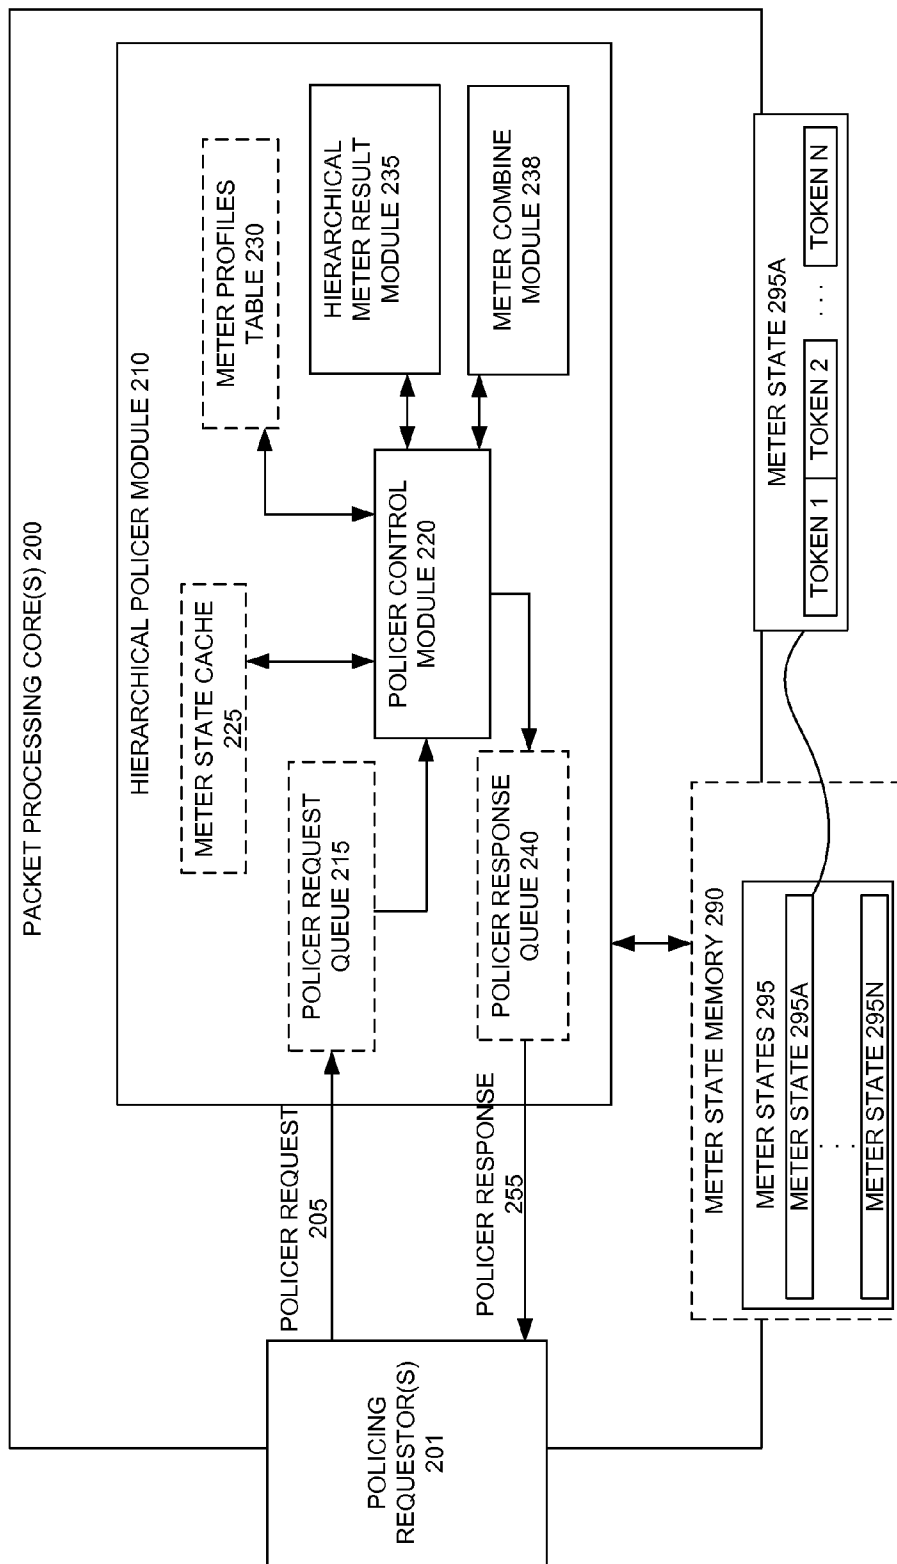 PACKET PROCESSING CORE(S) 200
HIERARCHICAL POLICER MODULE 210
METER STATE CACHE
225
METER PROFILES
TABLE 230
POLICER REQUEST
QUEUE 215
POLICER CONTROL
MODULE 220
HIERARCHICAL
METER RESULT
MODULE 235
METER COMBINE
MODULE 238
POLICER RESPONSE
QUEUE 240
POLICER REQUEST
205
POLICER RESPONSE
255
POLICING
REQUESTOR(S)
201
METER STATE MEMORY 290
METER STATES 295
METER STATE 295A
. . .
METER STATE 295N
METER STATE 295A
TOKEN 1
TOKEN 2
. . .
TOKEN N